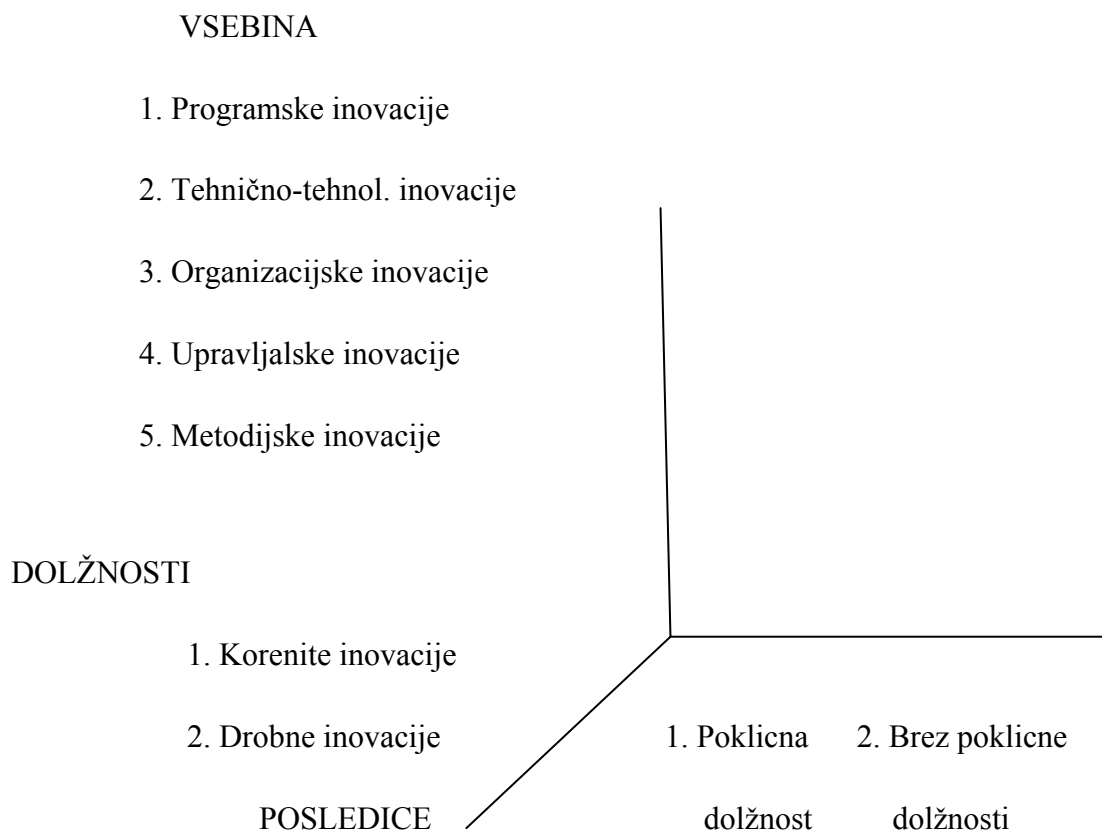 VSEBINA
1. Programske inovacije
2. Tehnično-tehnol. inovacije
3. Organizacijske inovacije
4. Upravljalske inovacije
5. Metodijske inovacije
DOLŽNOSTI
1. Korenite inovacije
2. Drobne inovacije 1. Poklicna 2. Brez poklicne
POSLEDICE dolžnost dolžnosti